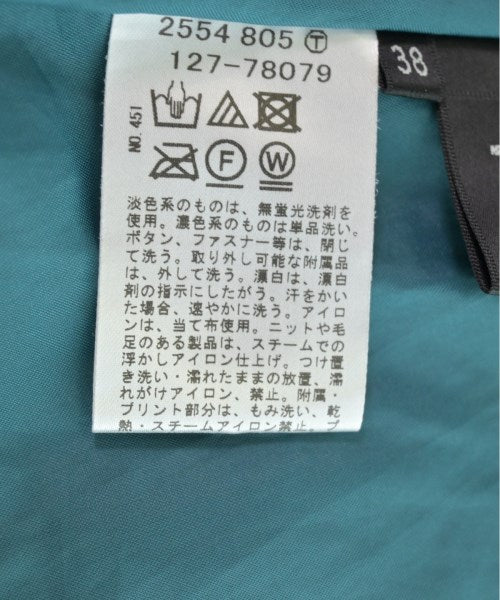 2554 805 Ⓣ
127-78079
38
NO.451
F
W
淡色系のものは、無蛍光洗剤を
使用。濃色系のものは単品洗い。
ボタン、ファスナー等は、閉じ
て洗う。取り外し可能な附属品
は、外して洗う。漂白は、漂白
剤の指示にしたがう。汗をかい
た場合、速やかに洗う。アイロ
ンは、当て布使用。ニットや毛
足のある製品は、スチームでの
浮かしアイロン仕上げ。つけ置
き洗い・濡れたままの放置、濡
れがけアイロン、禁止。附属・
プリント部分は、もみ洗い、乾
熱・スチームアイロン禁止。プ